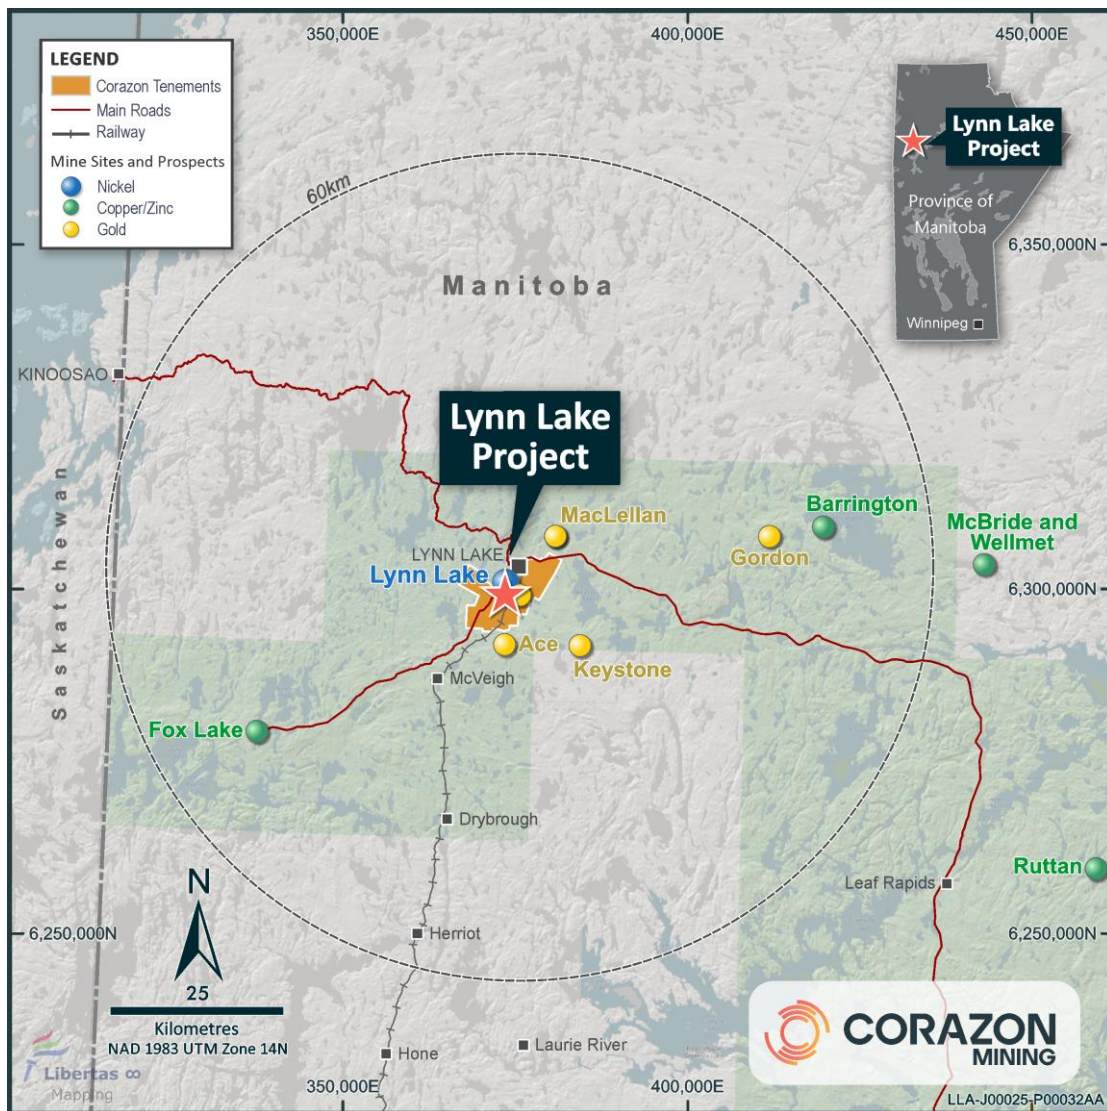 350,000E
400,000E
450,000E
LEGEND
Corazon Tenements
Main Roads
Railway
Mine Sites and Prospects
Nickel
Copper/Zinc
Gold
60km
Lynn Lake
Project
Province of
Manitoba
Winnipeg
6,350,000N
Manitoba
KINOOSAO
Saskatchewan
Lynn Lake
Project
MacLellan
Barrington
McBride and
Wellmet
Gordon
LYNN LAKE
Lynn Lake
6,300,000N
Ace
Keystone
McVeigh
Fox Lake
Drybrough
Ruttan
Leaf Rapids
N
6,250,000N
Herriot
6,250,000N
25
Kilometres
NAD 1983 UTM Zone 14N
Hone
Laurie River
CORAZON
MINING
Libertas ∞
Mapping
350,000E
400,000E
LLA-J00025-P00032AA